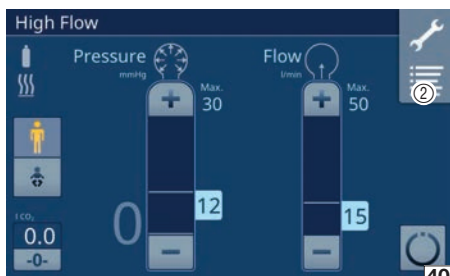 High Flow
Pressure
mmHg
Max.
30
Flow
l/min
Max.
50
②
+
+
0
12
15
l CO₂
0.0
-0-
−
−
40